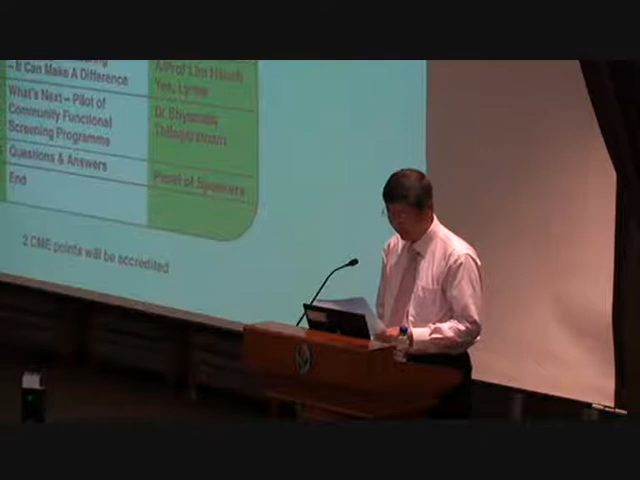 – It Can Make A Difference
A/Prof Lim Hsueh
Yee, Lynne
What's Next – Pilot of
Community Functional
Screening Programme
Dr
Questions & Answers
Panel of Speakers
End
2 CME points will be accredited